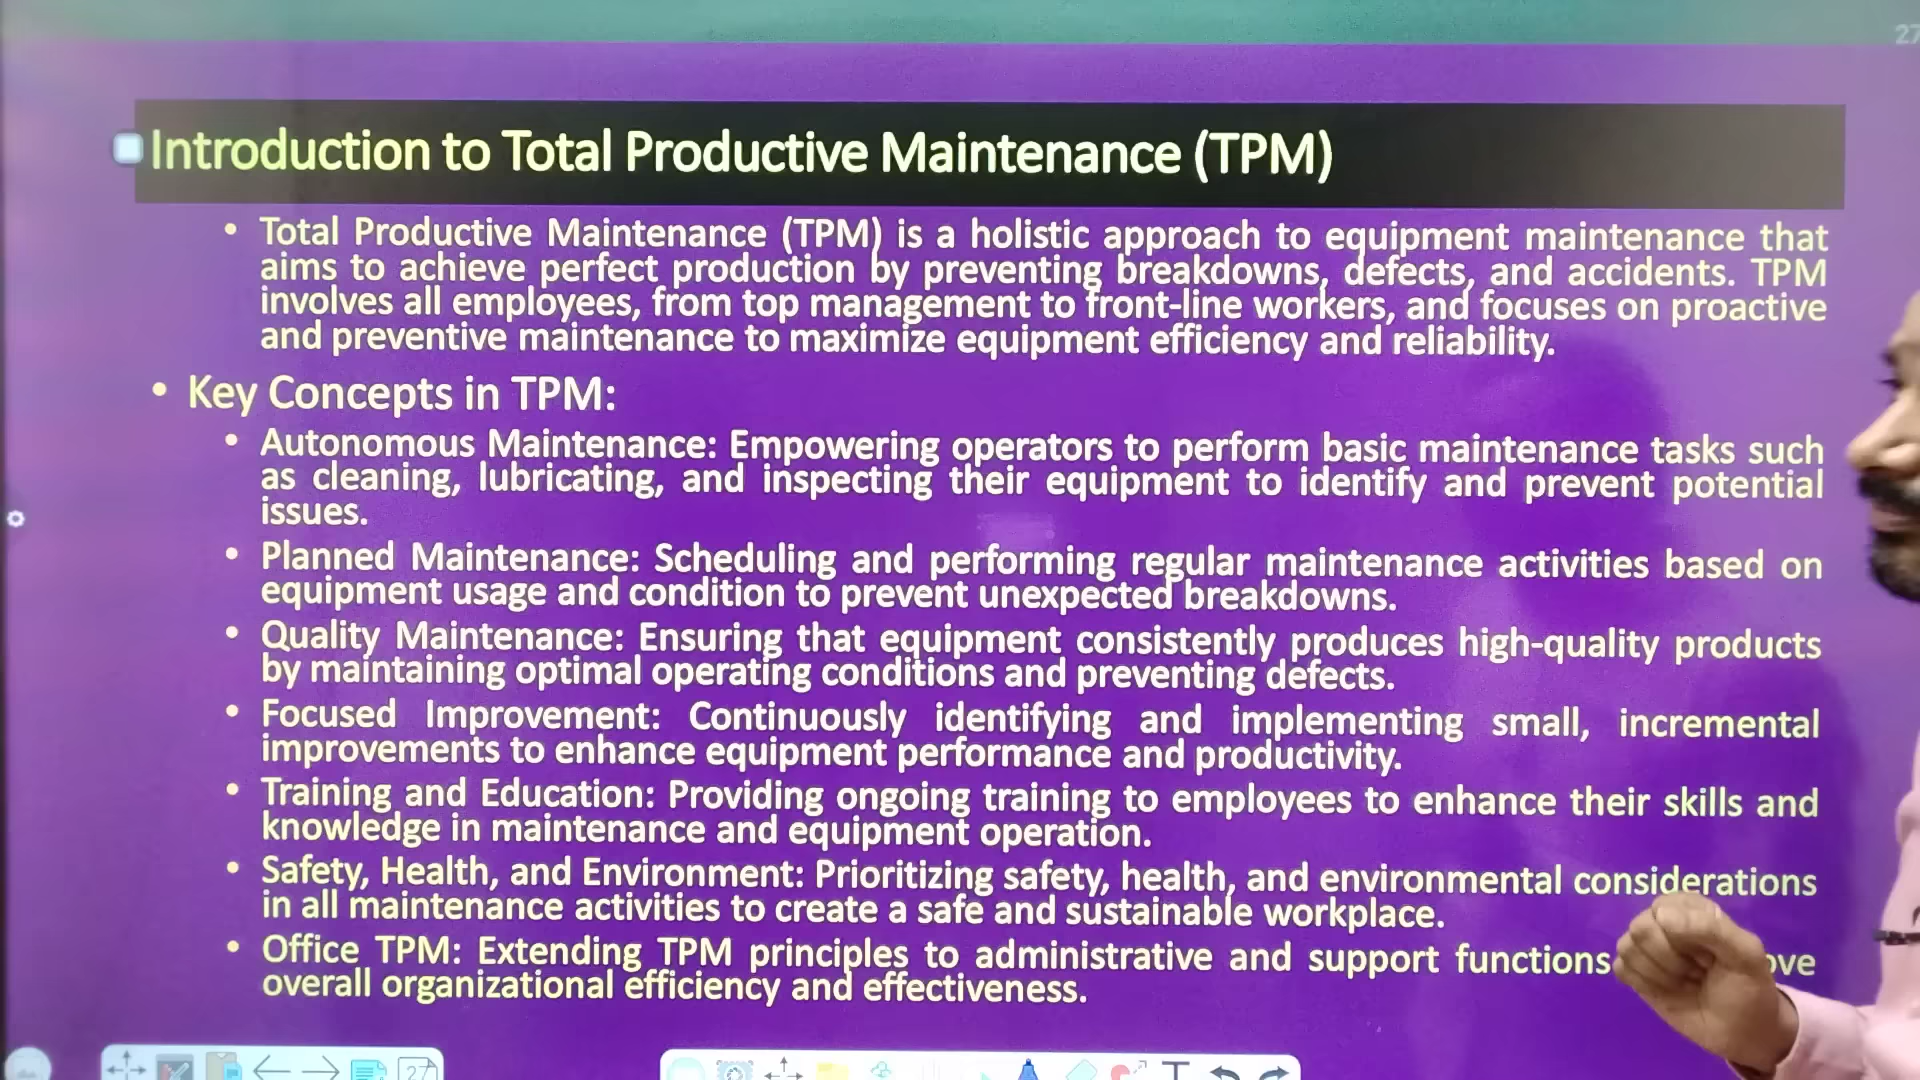 27
Introduction to Total Productive Maintenance (TPM)
• Total Productive Maintenance (TPM) is a holistic approach to equipment maintenance that
aims to achieve perfect production by preventing breakdowns, defects, and accidents. TPM
involves all employees, from top management to front-line workers, and focuses on proactive
and preventive maintenance to maximize equipment efficiency and reliability.
• Key Concepts in TPM:
• Autonomous Maintenance: Empowering operators to perform basic maintenance tasks such
as cleaning, lubricating, and inspecting their equipment to identify and prevent potential
issues.
• Planned Maintenance: Scheduling and performing regular maintenance activities based on
equipment usage and condition to prevent unexpected breakdowns.
• Quality Maintenance: Ensuring that equipment consistently produces high-quality products
by maintaining optimal operating conditions and preventing defects.
• Focused Improvement: Continuously identifying and implementing small, incremental
improvements to enhance equipment performance and productivity.
• Training and Education: Providing ongoing training to employees to enhance their skills and
knowledge in maintenance and equipment operation.
• Safety, Health, and Environment: Prioritizing safety, health, and environmental considerations
in all maintenance activities to create a safe and sustainable workplace.
• Office TPM: Extending TPM principles to administrative and support functions
overall organizational efficiency and effectiveness.
27